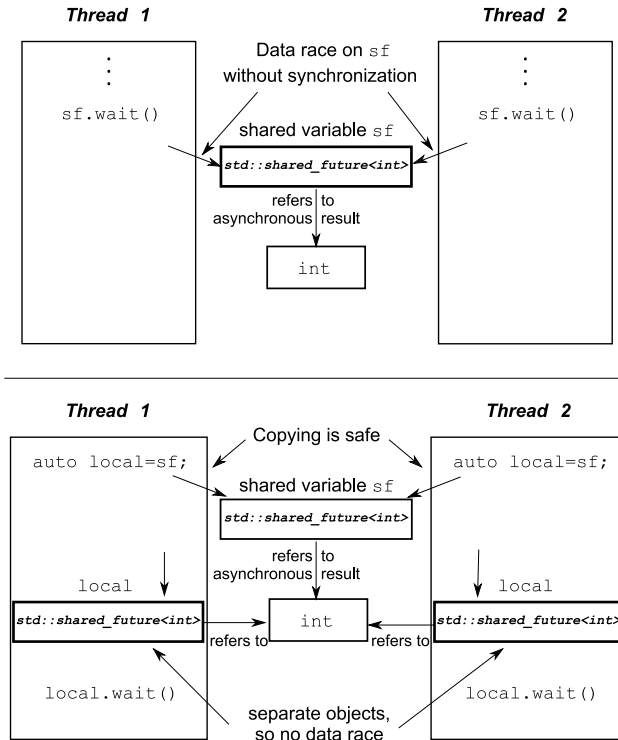 Thread 1
Thread 2
Data race on sf
without synchronization
sf.wait()
sf.wait()
shared variable sf
std::shared_future<int>
refers to
asynchronous result
int
Thread 1
Thread 2
Copying is safe
auto local=sf;
auto local=sf;
shared variable sf
std::shared_future<int>
refers to
asynchronous result
local
local
std::shared_future<int>
int
std::shared_future<int>
refers to
refers to
local.wait()
local.wait()
separate objects,
so no data race